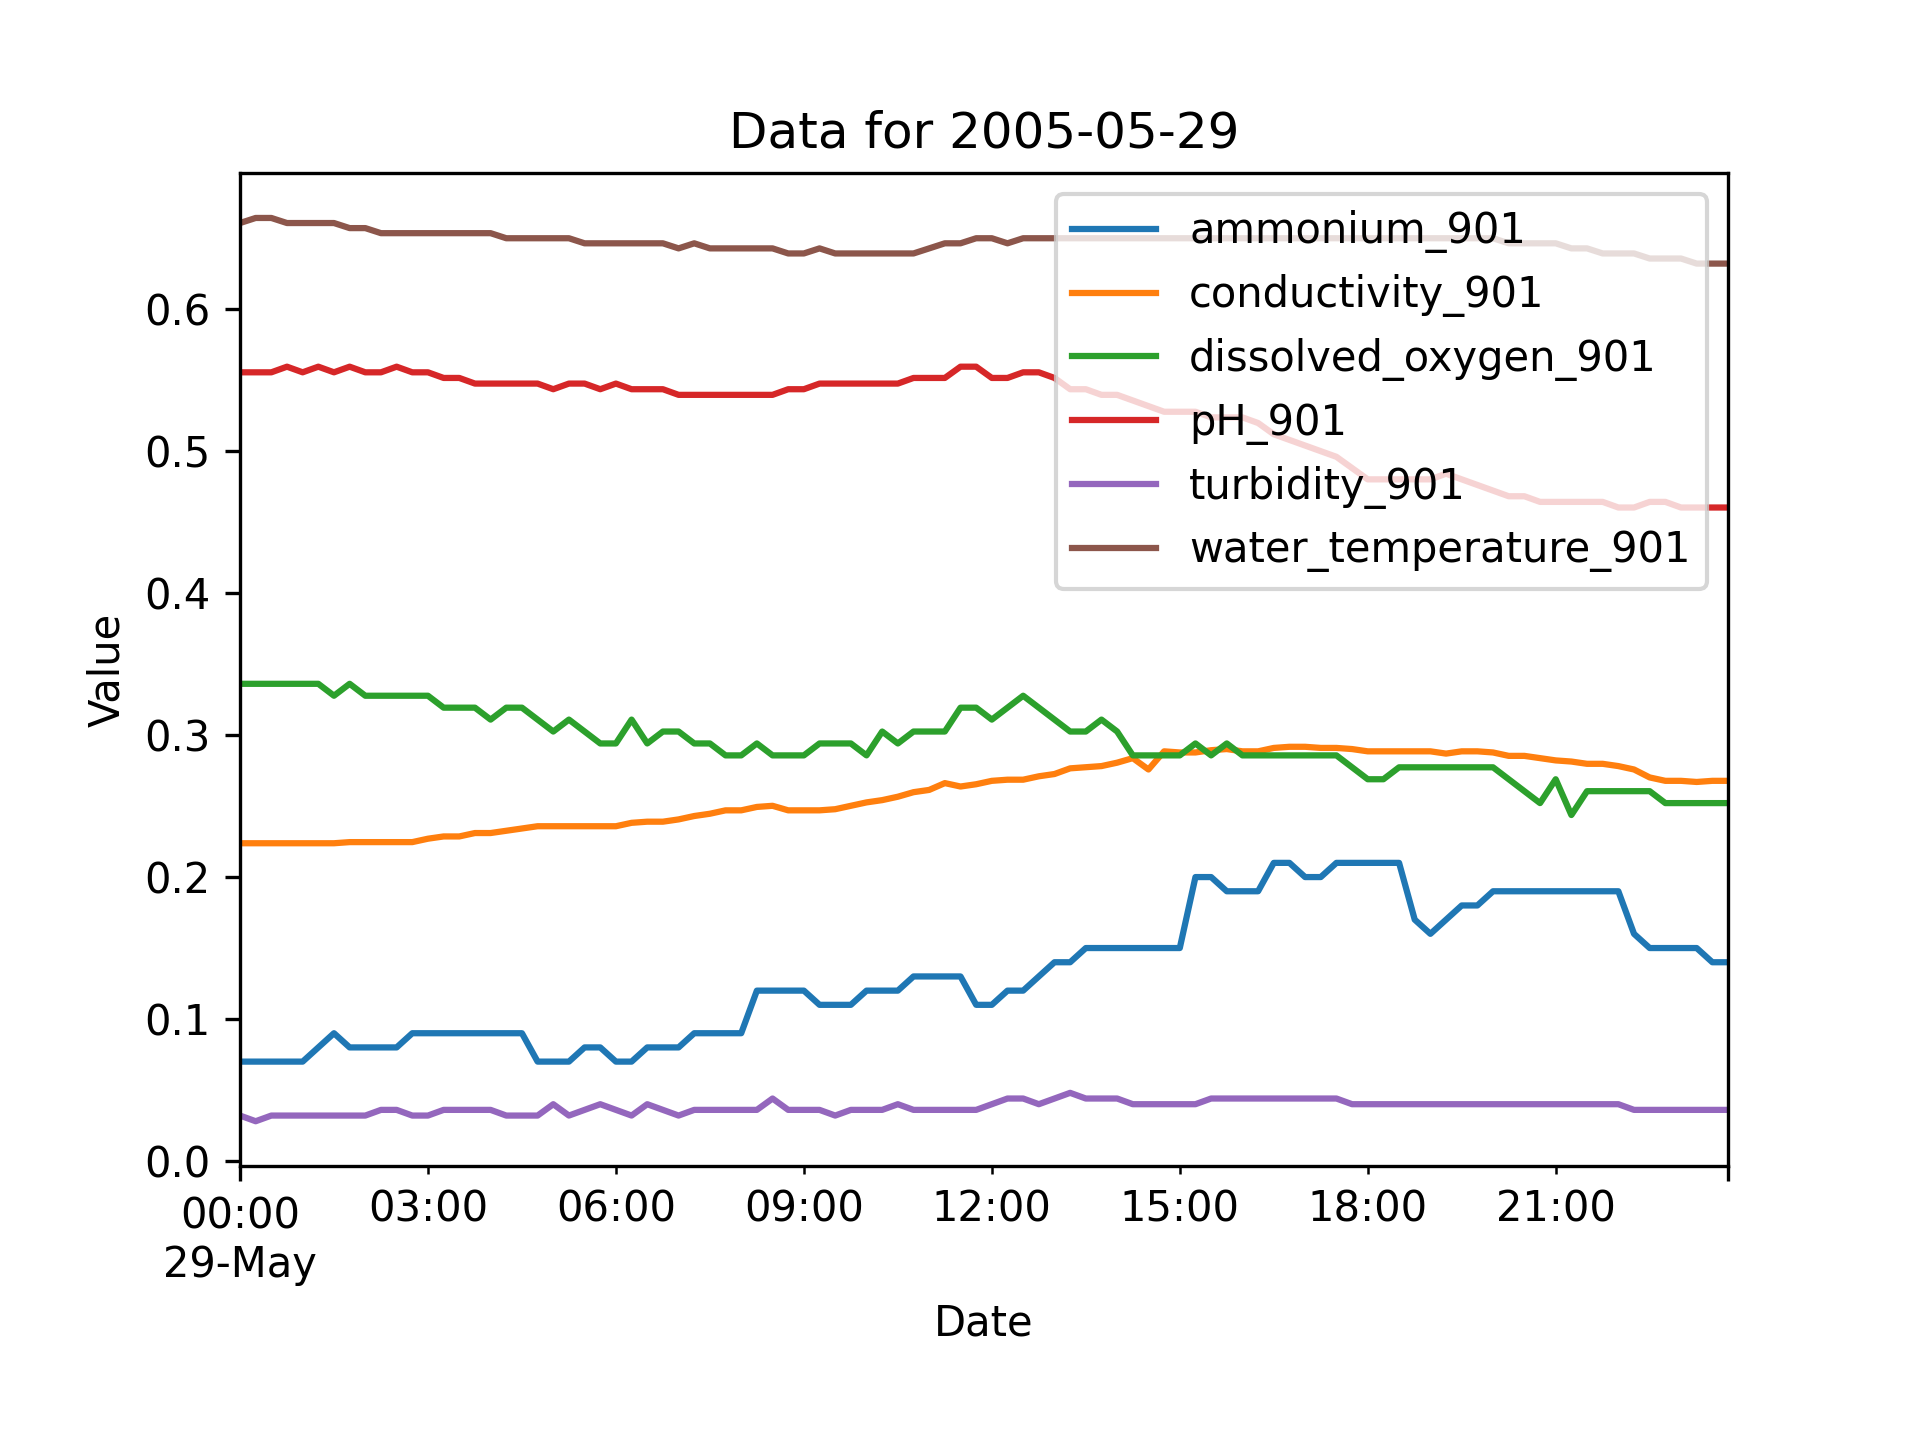 Data for 2005-05-29
ammonium_901
conductivity_901
dissolved_oxygen_901
pH_901
turbidity_901
water_temperature_901
Value
0.6
0.5
0.4
0.3
0.2
0.1
0.0
00:00 03:00 06:00 09:00 12:00 15:00 18:00 21:00
29-May
Date